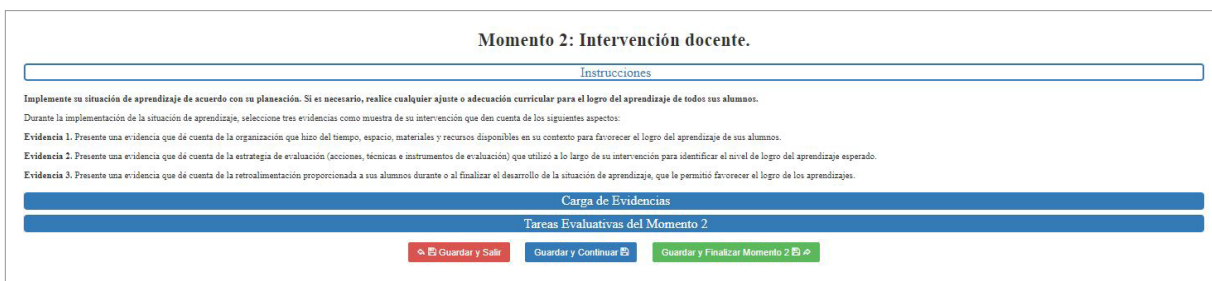 Momento 2: Intervención docente.
Instrucciones
Implemente su situación de aprendizaje de acuerdo con su planeación. Si es necesario, realice cualquier ajuste o adecuación curricular para el logro del aprendizaje de todos sus alumnos.
Durante la implementación de la situación de aprendizaje, seleccione tres evidencias como muestra de su intervención que den cuenta de los siguientes aspectos:
Evidencia 1. Presente una evidencia que dé cuenta de la organización que hizo del tiempo, espacio, materiales y recursos disponibles en su contexto para favorecer el logro del aprendizaje de sus alumnos.
Evidencia 2. Presente una evidencia que dé cuenta de la estrategia de evaluación (acciones, técnicas e instrumentos de evaluación) que utilizó a lo largo de su intervención para identificar el nivel de logro del aprendizaje esperado.
Evidencia 3. Presente una evidencia que dé cuenta de la retroalimentación proporcionada a sus alumnos durante o al finalizar el desarrollo de la situación de aprendizaje, que le permitió favorecer el logro de los aprendizajes.
Carga de Evidencias
Tareas Evaluativas del Momento 2
Guardar y Salir Guardar y Continuar Guardar y Finalizar Momento 2